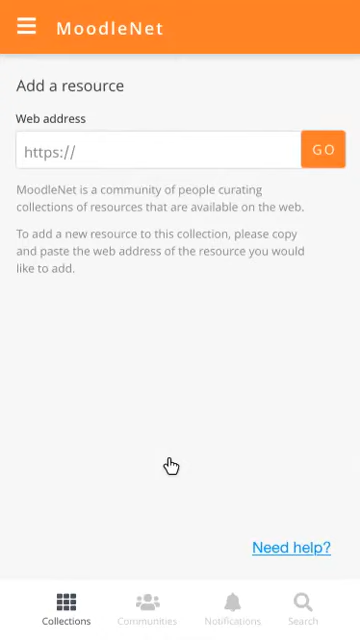 MoodleNet
Add a resource
Web address
https://
GO
MoodleNet is a community of people curating
collections of resources that are available on the web.
To add a new resource to this collection, please copy
and paste the web address of the resource you would
like to add.
Need help?
Collections
Communities
Notifications
Search